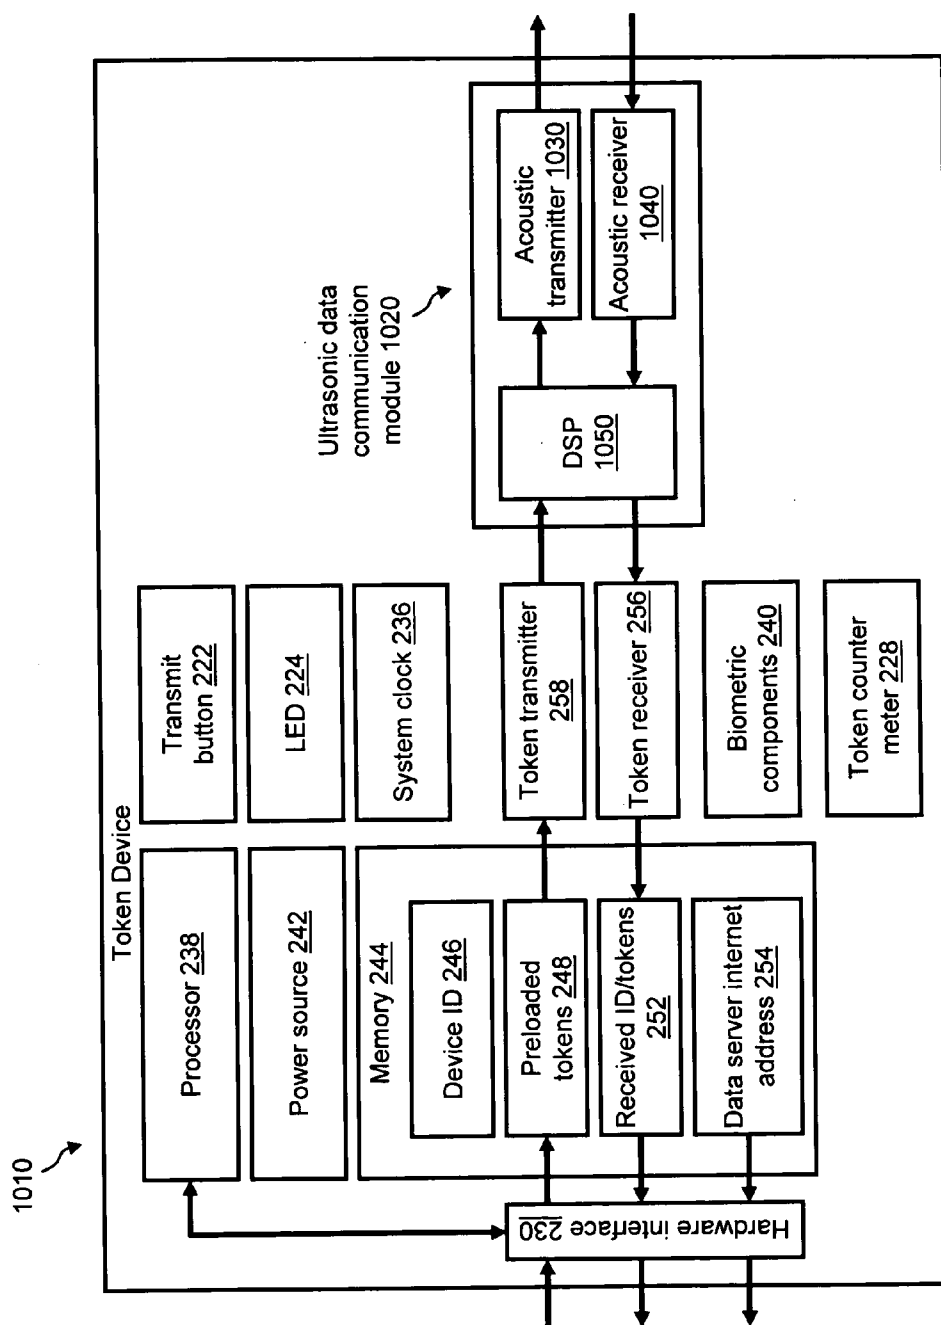 1010
Token Device
Processor 238
Power source 242
Memory 244
Device ID 246
Preloaded
tokens 248
Received ID/tokens
252
Data server internet
address 254
Hardware interface 230
Transmit
button 222
LED 224
System clock 236
Token transmitter
258
Token receiver 256
Biometric
components 240
Token counter
meter 228
Ultrasonic data
communication
module 1020
DSP
1050
Acoustic
transmitter 1030
Acoustic receiver
1040